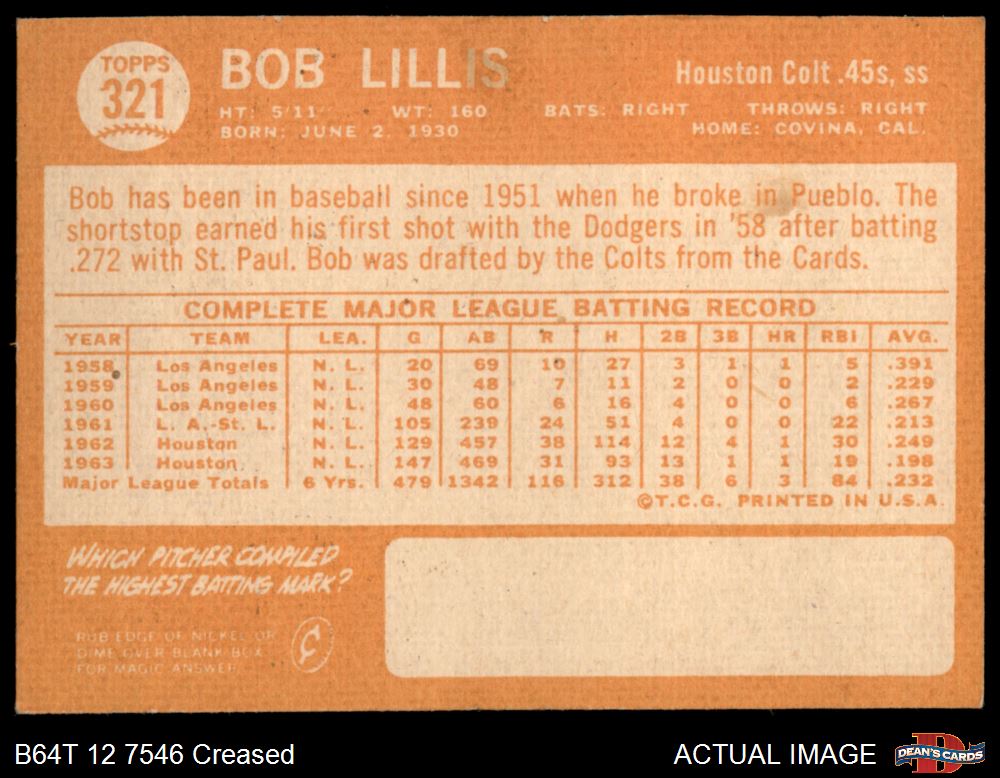 TOPPS
321
BOB LILLIS
Houston Colt .45s, ss
HT: 5'11" WT: 160 BATS: RIGHT THROWS: RIGHT
BORN: JUNE 2, 1930 HOME: COVINA, CAL.
Bob has been in baseball since 1951 when he broke in Pueblo. The
shortstop earned his first shot with the Dodgers in '58 after batting
.272 with St. Paul. Bob was drafted by the Colts from the Cards.
COMPLETE MAJOR LEAGUE BATTING RECORD
YEAR TEAM LEA. G AB R H 2B 3B HR RBI AVG.
1958 Los Angeles N. L. 20 69 10 27 3 1 1 5 .391
1959 Los Angeles N. L. 30 48 7 11 2 0 0 2 .229
1960 Los Angeles N. L. 48 60 6 16 4 0 0 6 .267
1961 L. A.-St. L. N. L. 105 239 24 51 4 0 0 22 .213
1962 Houston N. L. 129 457 38 114 12 4 1 30 .249
1963 Houston N. L. 147 469 31 93 13 1 1 19 .198
Major League Totals 6 Yrs. 479 1342 116 312 38 6 3 84 .232
©T.C.G. PRINTED IN U.S.A.
WHICH PITCHER COMPILED
THE HIGHEST BATTING MARK?
RUB EDGE OF NICKEL OR
DIME OVER BLANK BOX
FOR MAGIC ANSWER
¢
B64T 12 7546 Creased
ACTUAL IMAGE
DEAN'S CARDS